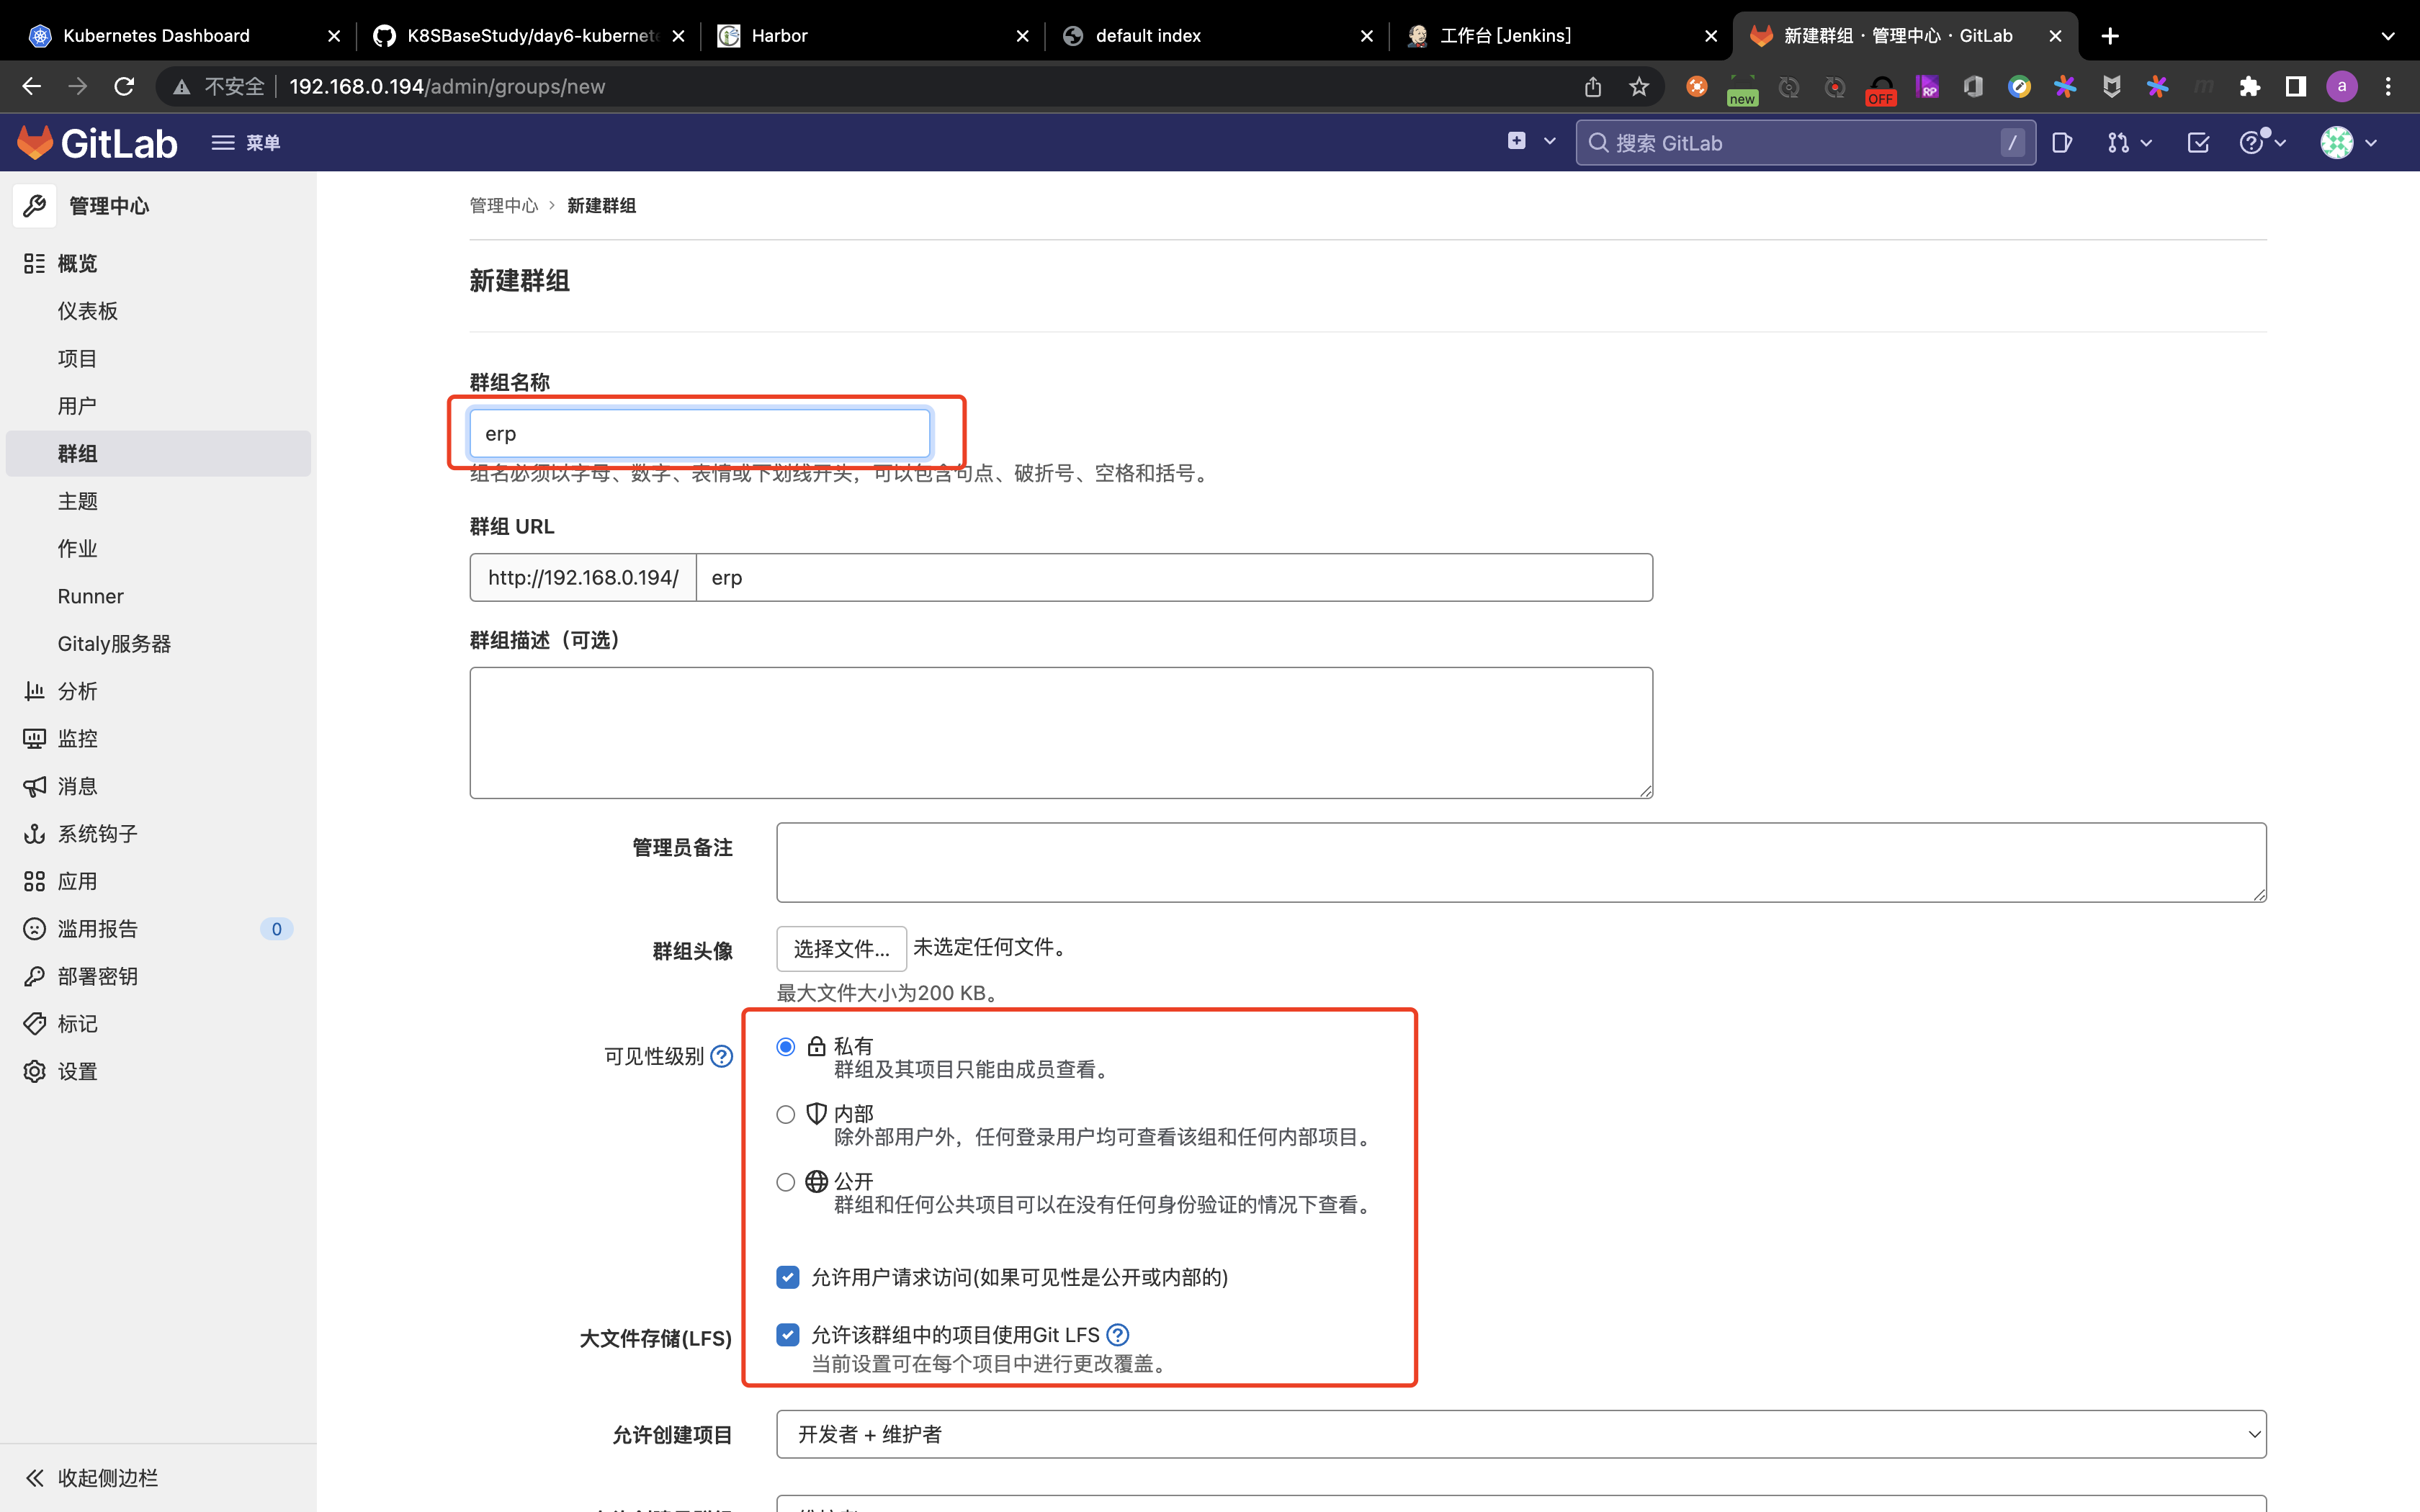 Kubernetes Dashboard
K8SBaseStudy/day6-kubernete
Harbor
default index
工作台 [Jenkins]
新建群组 · 管理中心 · GitLab
不安全
192.168.0.194/admin/groups/new
new
OFF
RP
a
GitLab
菜单
搜索 GitLab
/
管理中心
概览
仪表板
项目
用户
群组
主题
作业
Runner
Gitaly服务器
分析
监控
消息
系统钩子
应用
滥用报告
0
部署密钥
标记
设置
收起侧边栏
管理中心 › 新建群组
新建群组
群组名称
erp
组名必须以字母、数字、表情或下划线开头，可以包含句点、破折号、空格和括号。
群组 URL
http://192.168.0.194/
erp
群组描述（可选）
管理员备注
群组头像
选择文件...
未选定任何文件。
最大文件大小为200 KB。
可见性级别
私有
群组及其项目只能由成员查看。
内部
除外部用户外，任何登录用户均可查看该组和任何内部项目。
公开
群组和任何公共项目可以在没有任何身份验证的情况下查看。
允许用户请求访问(如果可见性是公开或内部的)
大文件存储(LFS)
允许该群组中的项目使用Git LFS
当前设置可在每个项目中进行更改覆盖。
允许创建项目
开发者 + 维护者